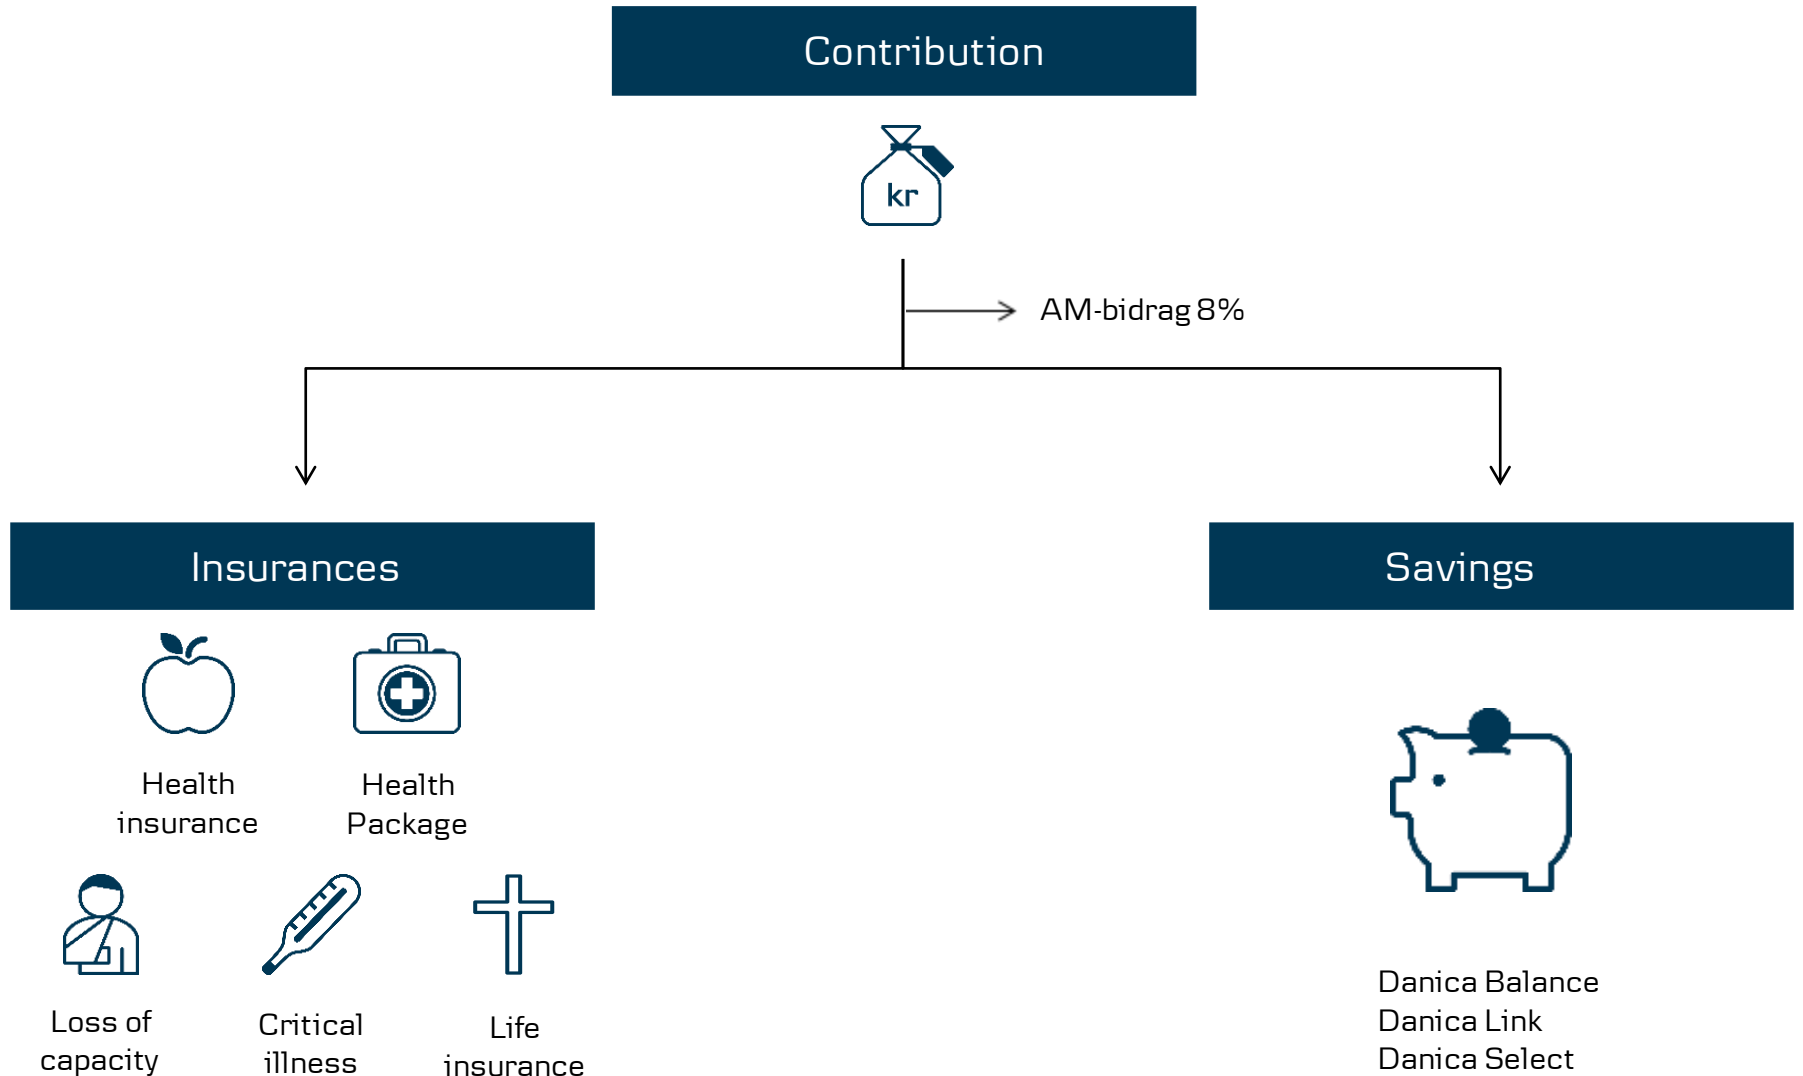 Contribution
kr
AM-bidrag 8%
Insurances
Savings
Health
insurance
Health
Package
Loss of
capacity
Critical
illness
Life
insurance
Danica Balance
Danica Link
Danica Select